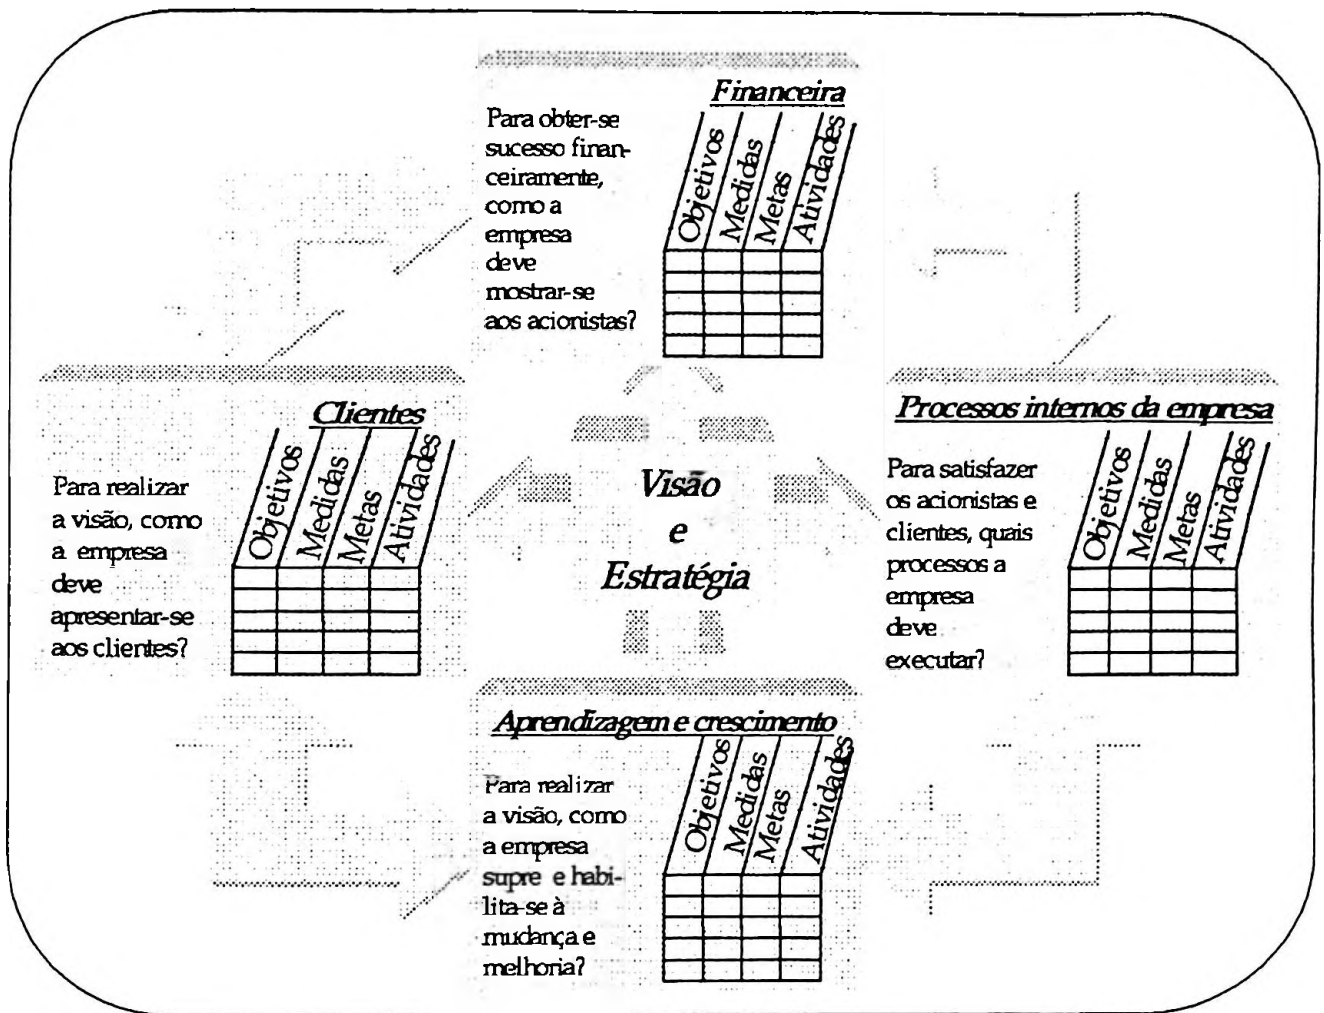 Financeira
Para obter-se
sucesso finan-
ceiramente,
como a
empresa
deve
mostrar-se
aos acionistas?
Objetivos
Medidas
Metas
Atividades
Clientes
Para realizar
a visão, como
a empresa
deve
apresentar-se
aos clientes?
Objetivos
Medidas
Metas
Atividades
Visão
e
Estratégia
Processos internos da empresa
Para satisfazer
os acionistas e
clientes, quais
processos a
empresa
deve
executar?
Objetivos
Medidas
Metas
Atividades
Aprendizagem e crescimento
Para realizar
a visão, como
a empresa
supre e habi-
lita-se à
mudança e
melhoria?
Objetivos
Medidas
Metas
Atividades